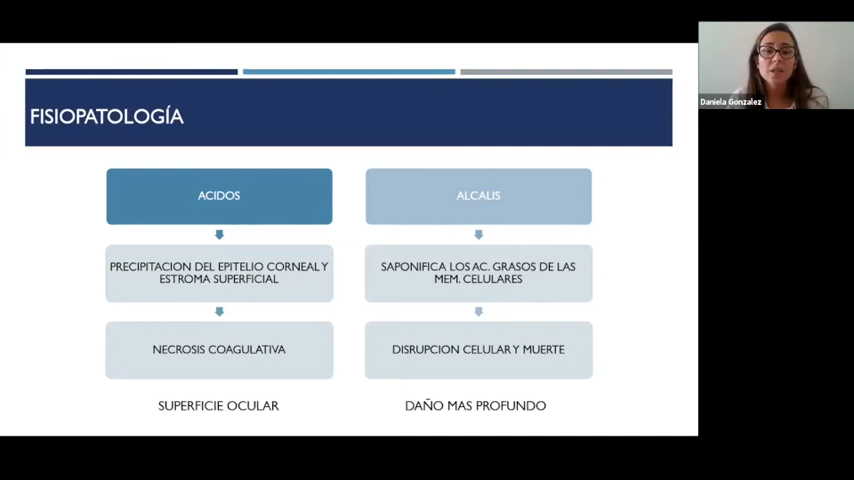 Daniela Gonzalez
FISIOPATOLOGÍA
ACIDOS
PRECIPITACION DEL EPITELIO CORNEAL Y
ESTROMA SUPERFICIAL
NECROSIS COAGULATIVA
SUPERFICIE OCULAR
ALCALIS
SAPONIFICA LOS AC. GRASOS DE LAS
MEM. CELULARES
DISRUPCION CELULAR Y MUERTE
DAÑO MAS PROFUNDO